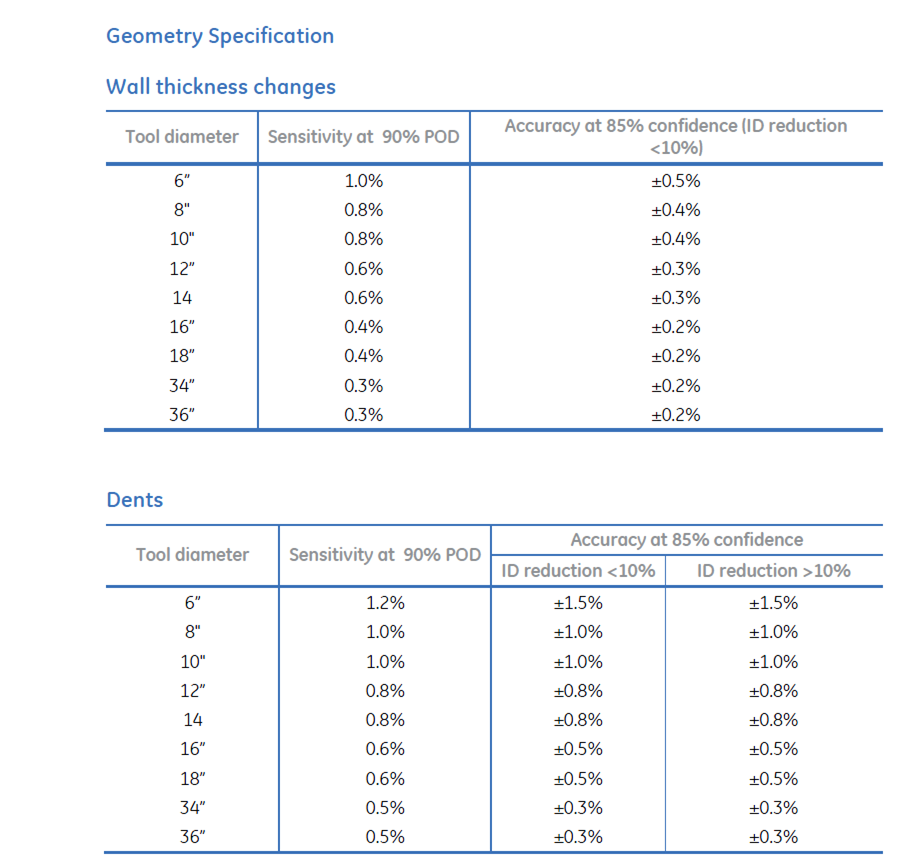 Geometry Specification
Wall thickness changes
Tool diameter Sensitivity at 90% POD Accuracy at 85% confidence (ID reduction
<10%)
6″ 1.0% ±0.5%
8" 0.8% ±0.4%
10" 0.8% ±0.4%
12″ 0.6% ±0.3%
14 0.6% ±0.3%
16″ 0.4% ±0.2%
18″ 0.4% ±0.2%
34″ 0.3% ±0.2%
36″ 0.3% ±0.2%
Dents
Tool diameter Sensitivity at 90% POD Accuracy at 85% confidence
ID reduction <10% ID reduction >10%
6″ 1.2% ±1.5% ±1.5%
8" 1.0% ±1.0% ±1.0%
10" 1.0% ±1.0% ±1.0%
12″ 0.8% ±0.8% ±0.8%
14 0.8% ±0.8% ±0.8%
16″ 0.6% ±0.5% ±0.5%
18″ 0.6% ±0.5% ±0.5%
34″ 0.5% ±0.3% ±0.3%
36″ 0.5% ±0.3% ±0.3%